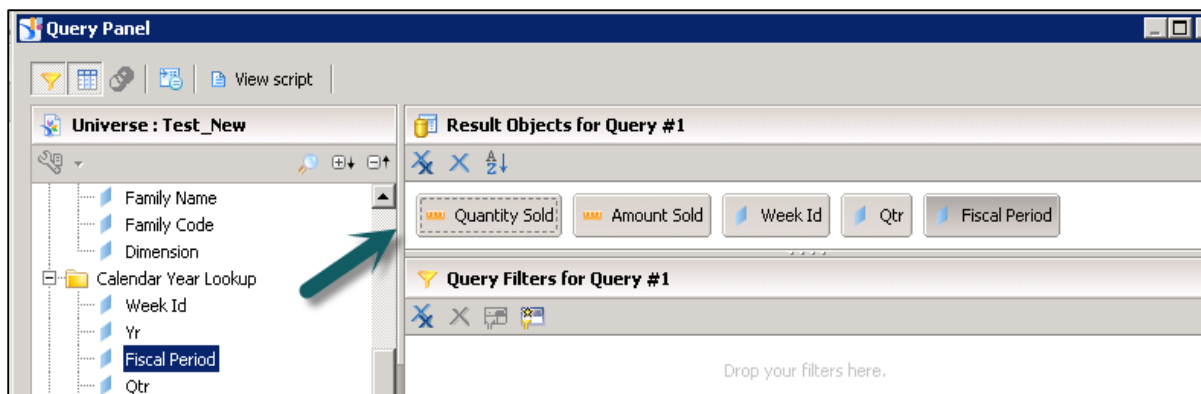 Query Panel
View script
Universe : Test_New
Family Name
Family Code
Dimension
Calendar Year Lookup
Week Id
Yr
Fiscal Period
Qtr
Result Objects for Query #1
Quantity Sold Amount Sold Week Id Qtr Fiscal Period
Query Filters for Query #1
Drop your filters here.